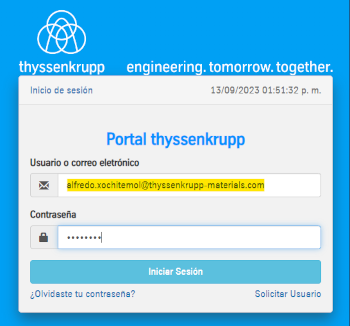 thyssenkrupp engineering. tomorrow. together.
Inicio de sesión 13/09/2023 01:51:32 p. m.
Portal thyssenkrupp
Usuario o correo eletrónico
alfredo.xochitemol@thyssenkrupp-materials.com
Contraseña
••••••••
Iniciar Sesión
¿Olvidaste tu contraseña? Solicitar Usuario